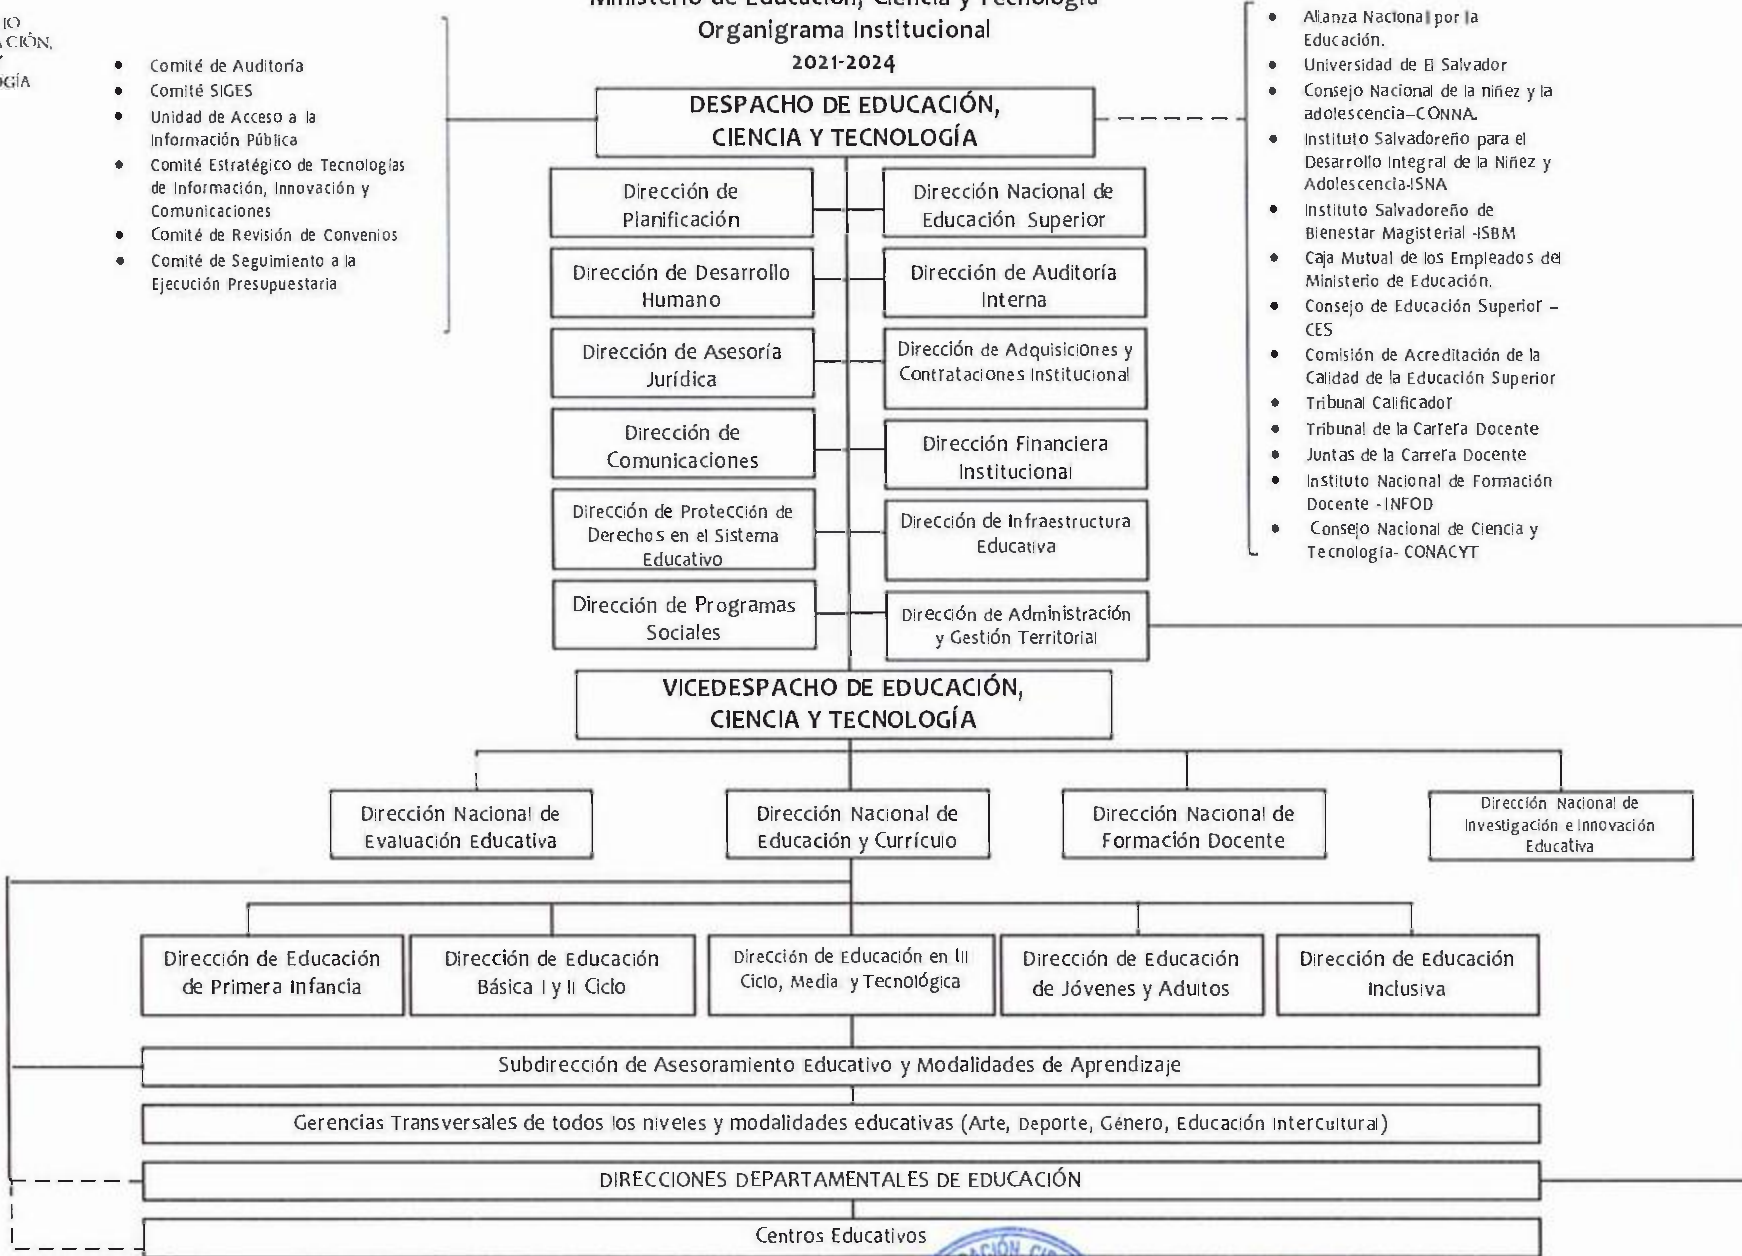 IO
ACIÓN,
Y
OGÍA
Ministerio de Educación, Ciencia y Tecnología
Organigrama Institucional
2021-2024
• Comité de Auditoría
• Comité SIGES
• Unidad de Acceso a la
Información Pública
• Comité Estratégico de Tecnologías
de Información, Innovación y
Comunicaciones
• Comité de Revisión de Convenios
• Comité de Seguimiento a la
Ejecución Presupuestaria
DESPACHO DE EDUCACIÓN,
CIENCIA Y TECNOLOGÍA
• Alianza Nacional por la
Educación.
• Universidad de El Salvador
• Consejo Nacional de la niñez y la
adolescencia–CONNA.
• Instituto Salvadoreño para el
Desarrollo Integral de la Niñez y
Adolescencia-ISNA
• Instituto Salvadoreño de
Bienestar Magisterial -ISBM
• Caja Mutual de los Empleados del
Ministerio de Educación.
• Consejo de Educación Superior –
CES
• Comisión de Acreditación de la
Calidad de la Educación Superior
• Tribunal Calificador
• Tribunal de la Carrera Docente
• Juntas de la Carrera Docente
• Instituto Nacional de Formación
Docente -INFOD
• Consejo Nacional de Ciencia y
Tecnología- CONACYT
Dirección de
Planificación
Dirección Nacional de
Educación Superior
Dirección de Desarrollo
Humano
Dirección de Auditoría
Interna
Dirección de Asesoría
Jurídica
Dirección de Adquisiciones y
Contrataciones Institucional
Dirección de
Comunicaciones
Dirección Financiera
Institucional
Dirección de Protección de
Derechos en el Sistema
Educativo
Dirección de Infraestructura
Educativa
Dirección de Programas
Sociales
Dirección de Administración
y Gestión Territorial
VICEDESPACHO DE EDUCACIÓN,
CIENCIA Y TECNOLOGÍA
Dirección Nacional de
Evaluación Educativa
Dirección Nacional de
Educación y Currículo
Dirección Nacional de
Formación Docente
Dirección Nacional de
Investigación e Innovación
Educativa
Dirección de Educación
de Primera Infancia
Dirección de Educación
Básica I y II Ciclo
Dirección de Educación en III
Ciclo, Media y Tecnológica
Dirección de Educación
de Jóvenes y Adultos
Dirección de Educación
Inclusiva
Subdirección de Asesoramiento Educativo y Modalidades de Aprendizaje
Gerencias Transversales de todos los niveles y modalidades educativas (Arte, Deporte, Género, Educación Intercultural)
DIRECCIONES DEPARTAMENTALES DE EDUCACIÓN
Centros Educativos